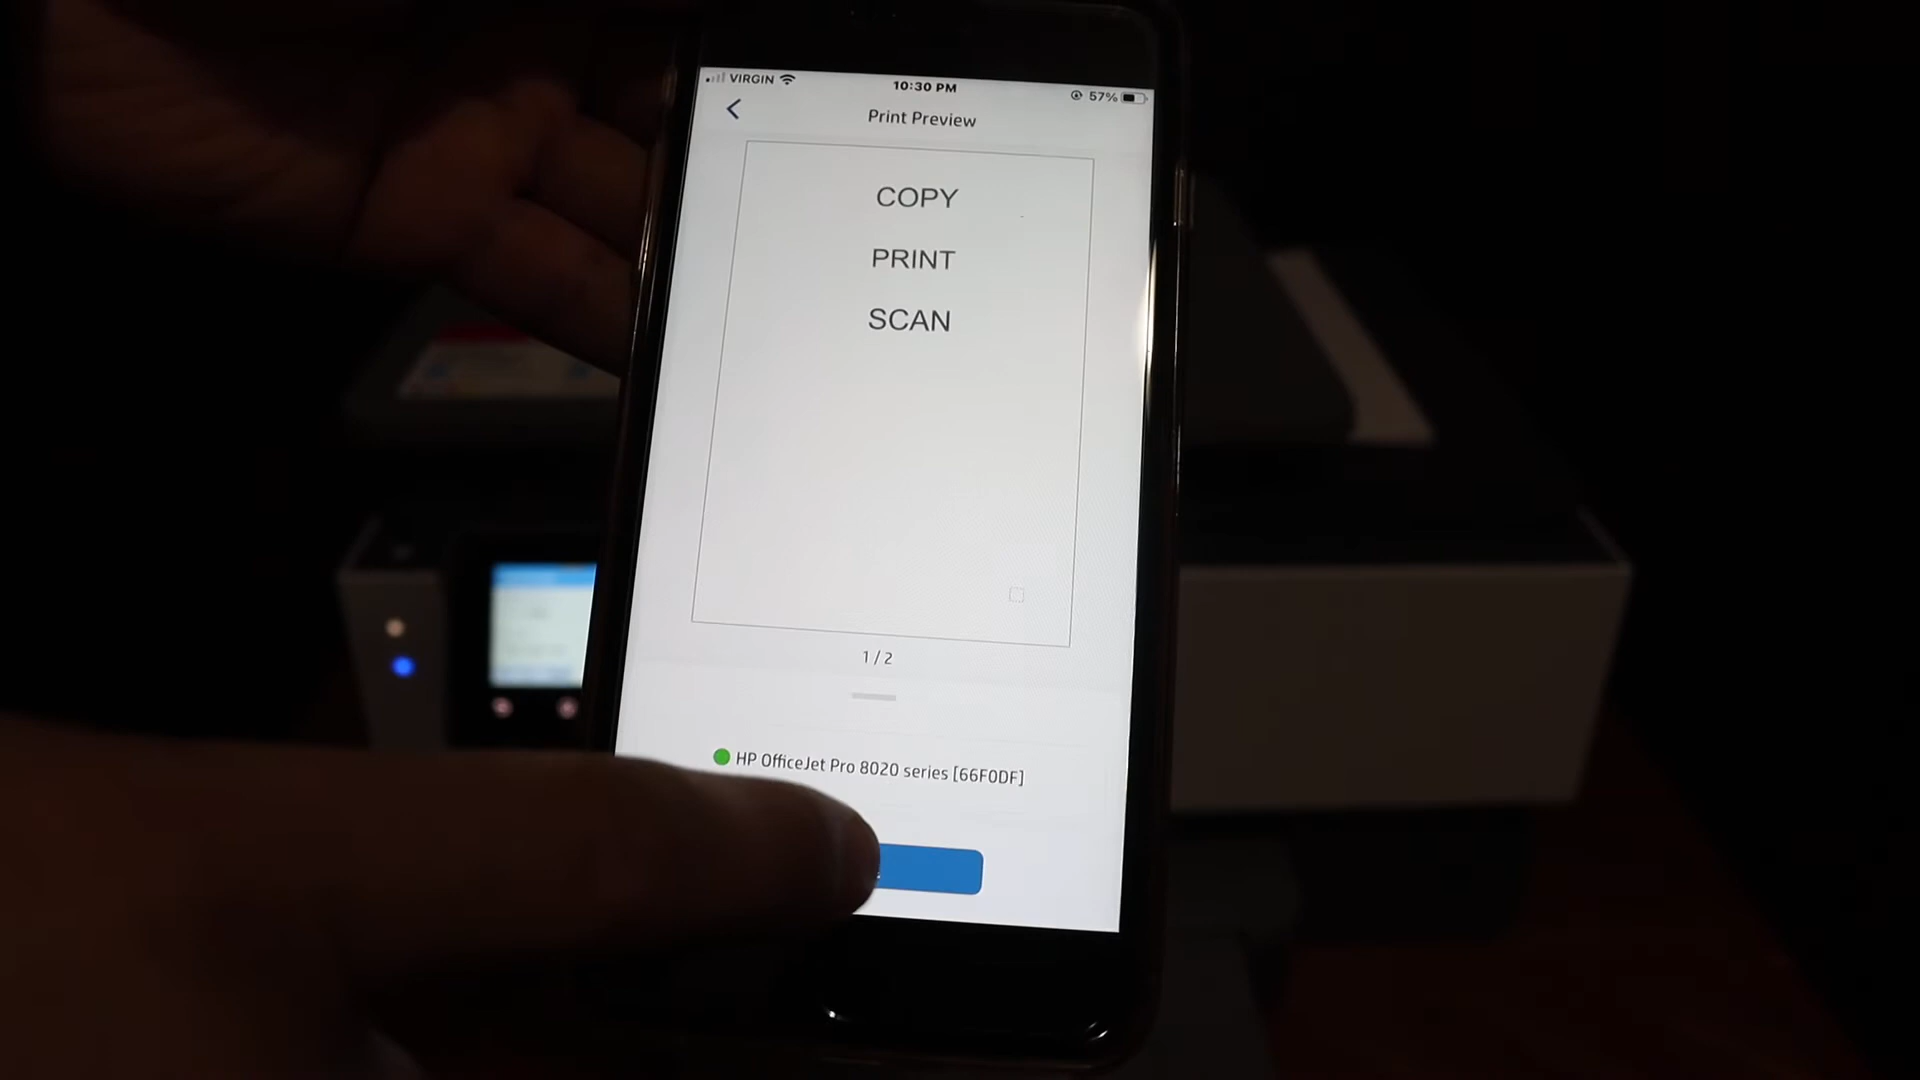 VIRGIN
10:30 PM
57%
Print Preview
COPY
PRINT
SCAN
1 / 2
HP OfficeJet Pro 8020 series [66F0DF]